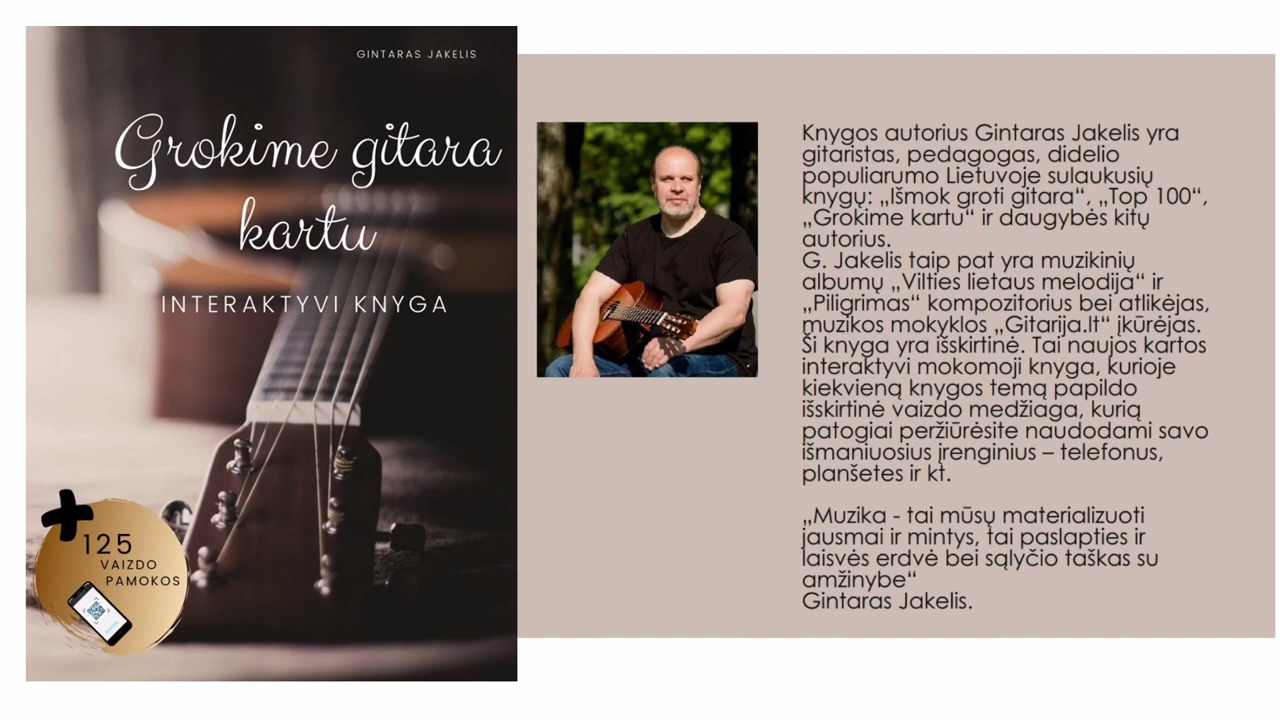 GINTARAS JAKELIS
Grokime gitara
kartu
INTERAKTYVI KNYGA
125
VAIZDO
PAMOKOS
Knygos autorius Gintaras Jakelis yra
gitaristas, pedagogas, didelio
populiarumo Lietuvoje sulaukusių
knygų: „Išmok groti gitara“, „Top 100“,
„Grokime kartu“ ir daugybės kitų
autorius.
G. Jakelis taip pat yra muzikinių
albumų „Vilties lietaus melodija“ ir
„Piligrimas“ kompozitorius bei atlikėjas,
muzikos mokyklos „Gitarija.lt“ įkūrėjas.
Ši knyga yra išskirtinė. Tai naujos kartos
interaktyvi mokomoji knyga, kurioje
kiekvieną knygos temą papildo
išskirtinė vaizdo medžiaga, kurią
patogiai peržiūrėsite naudodami savo
išmaniuosius įrenginius – telefonus,
planšetes ir kt.
„Muzika - tai mūsų materializuoti
jausmai ir mintys, tai paslapties ir
laisvės erdvė bei sąlyčio taškas su
amžinybe“
Gintaras Jakelis.